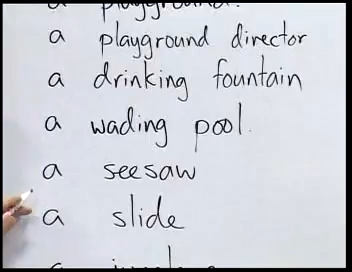 a playground director
a drinking fountain
a wading pool.
a seesaw
a slide
a